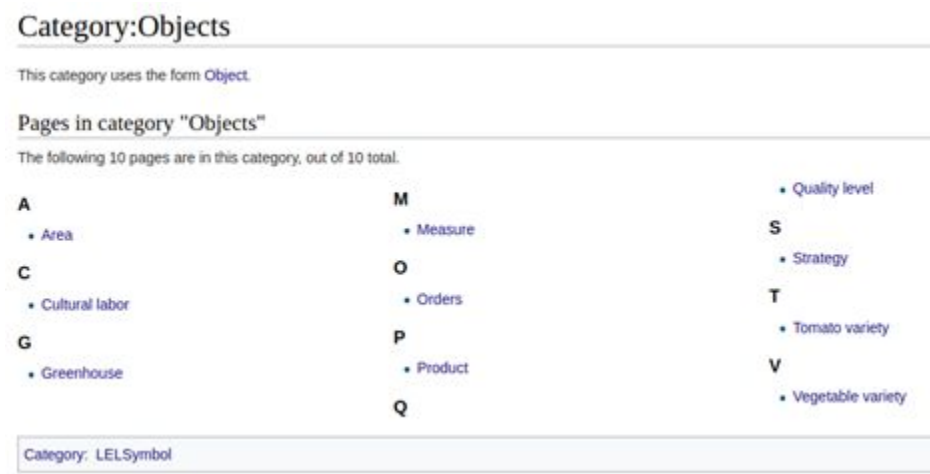 Category:Objects
This category uses the form Object.
Pages in category "Objects"
The following 10 pages are in this category, out of 10 total.
A
• Area
C
• Cultural labor
G
• Greenhouse
M
• Measure
O
• Orders
P
• Product
Q
• Quality level
S
• Strategy
T
• Tomato variety
V
• Vegetable variety
Category: LELSymbol